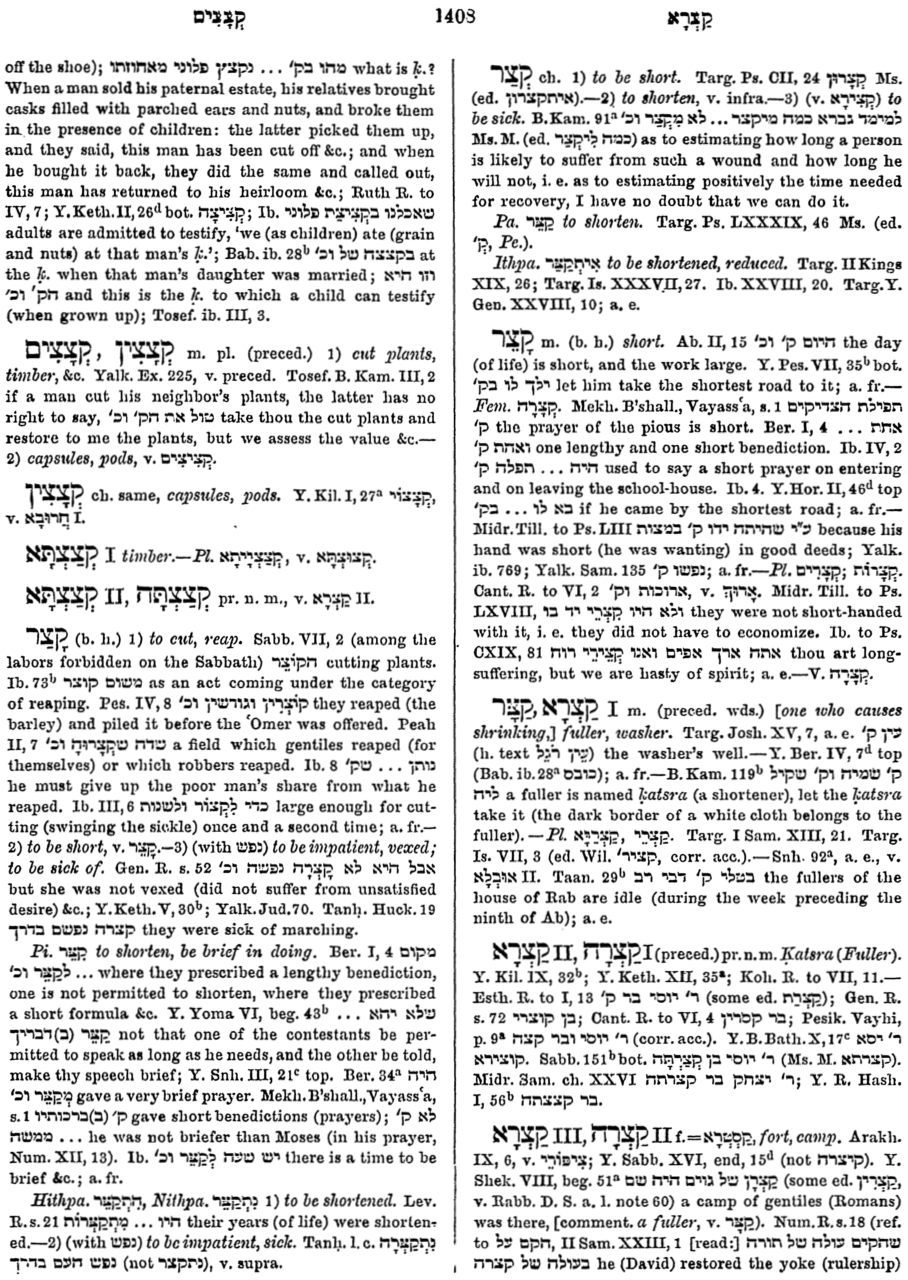 קְצָצִים 1408 קַצְרָא
off the shoe); מהו בק' ... נקצץ פלוני מאחוזתו what is ḳ.?
When a man sold his paternal estate, his relatives brought
casks filled with parched ears and nuts, and broke them
in the presence of children: the latter picked them up,
and they said, this man has been cut off &c.; and when
he bought it back, they did the same and called out,
this man has returned to his heirloom &c.; Ruth R. to
IV, 7; Y. Keth. II, 26ᵈ bot. קְצִיצָה; Ib. שאכלנו בקְצִיצַת פלוני
adults are admitted to testify, 'we (as children) ate (grain
and nuts) at that man's ḳ.'; Bab. ib. 28ᵇ בקצצה של וכ' at
the ḳ. when that man's daughter was married; וזו היא
הק' וכ' and this is the ḳ. to which a child can testify
(when grown up); Tosef. ib. III, 3.
קְצָצִין, קְצָצִים m. pl. (preced.) 1) cut plants,
timber, &c. Yalk. Ex. 225, v. preced. Tosef. B. Kam. III, 2
if a man cut his neighbor's plants, the latter has no
right to say, טול את הק' וכ' take thou the cut plants and
restore to me the plants, but we assess the value &c.—
2) capsules, pods, v. קְצִיצִים.
קְצָצִין ch. same, capsules, pods. Y. Kil. I, 27ᵃ קְצָצוֹי,
v. חֲרוּבָא I.
קְצַצְתָּא I timber.—Pl. קְצַצְיָיתָא, v. קְצוּצְתָּא.
קְצַצְתָּא II, קְצַצְתָּה pr. n. m., v. קַצְרָא II.
קָצַר (b. h.) 1) to cut, reap. Sabb. VII, 2 (among the
labors forbidden on the Sabbath) הקוֹצֵר cutting plants.
Ib. 73ᵇ משום קוצר as an act coming under the category
of reaping. Pes. IV, 8 קוֹצְרִין וגודשין וכ' they reaped (the
barley) and piled it before the ʿOmer was offered. Peah
II, 7 שדה שקְצָרוּהָ וכ' a field which gentiles reaped (for
themselves) or which robbers reaped. Ib. 8 נותן ... שק'
he must give up the poor man's share from what he
reaped. Ib. III, 6 כדי לִקְצוֹר ולשנות large enough for cut-
ting (swinging the sickle) once and a second time; a. fr.—
2) to be short, v. קָצֵר.—3) (with נפש) to be impatient, vexed;
to be sick of. Gen. R. s. 52 אבל היא לא קָצְרָה נפשה וכ'
but she was not vexed (did not suffer from unsatisfied
desire) &c.; Y. Keth. V, 30ᵇ; Yalk. Jud. 70. Tanḥ. Huck. 19
קצרה נפשם בדרך they were sick of marching.
Pi. קִצֵּר to shorten, be brief in doing. Ber. I, 4 מקום
... לקַצֵּר וכ' where they prescribed a lengthy benediction,
one is not permitted to shorten, where they prescribed
a short formula &c. Y. Yoma VI, beg. 43ᵇ שלא יהא ...
קַצֵּר (ב)דבריך not that one of the contestants be per-
mitted to speak as long as he needs, and the other be told,
make thy speech brief; Y. Snh. III, 21ᶜ top. Ber. 34ᵃ היה
מְקַצֵּר וכ' gave a very brief prayer. Mekh. B'shall., Vayassʿa,
s. 1 ק' (ב)ברכותיו gave short benedictions (prayers); לא ק'
ממשה ... he was not briefer than Moses (in his prayer,
Num. XII, 13). Ib. יש שעה לְקַצֵּר וכ' there is a time to be
brief &c.; a. fr.
Hithpa. הִתְקַצֵּר, Nithpa. נִתְקַצֵּר 1) to be shortened. Lev.
R. s. 21 היו ... מִתְקַצְּרוֹת their years (of life) were shorten-
ed.—2) (with נפש) to be impatient, sick. Tanḥ. l. c. נִתְקַצְּרָה
נפש העם בדרך (not נתקצר), v. supra.
קְצַר ch. 1) to be short. Targ. Ps. CII, 24 קְצָרוּן Ms.
(ed. איתקצרון).—2) to shorten, v. infra.—3) (v. קְצִירָא) to
be sick. B. Kam. 91ᵃ למימד גברא כמה מיקצר ... לא מִקְצַר וכ'
Ms. M. (ed. כמה לִיקְצַר) as to estimating how long a person
is likely to suffer from such a wound and how long he
will not, i. e. as to estimating positively the time needed
for recovery, I have no doubt that we can do it.
Pa. קַצַּר to shorten. Targ. Ps. LXXXIX, 46 Ms. (ed.
ק', Pe.).
Ithpa. אִיתְקַצַּר to be shortened, reduced. Targ. II Kings
XIX, 26; Targ. Is. XXXVII, 27. Ib. XXVIII, 20. Targ. Y.
Gen. XXVIII, 10; a. e.
קָצֵר m. (b. h.) short. Ab. II, 15 היום ק' וכ' the day
(of life) is short, and the work large. Y. Pes. VII, 35ᵇ bot.
ילך לו בק' let him take the shortest road to it; a. fr.—
Fem. קְצָרָה. Mekh. B'shall., Vayassʿa, s. 1 תפילת הצדיקים
ק' the prayer of the pious is short. Ber. I, 4 אחת ...
ואחת ק' one lengthy and one short benediction. Ib. IV, 2
היה ... תפלה ק' used to say a short prayer on entering
and on leaving the school-house. Ib. 4. Y. Hor. II, 46ᵈ top
בא לו ... בק' if he came by the shortest road; a. fr.—
Midr. Till. to Ps. LIII ע"י שהיתה ידו ק' במצות because his
hand was short (he was wanting) in good deeds; Yalk.
ib. 769; Yalk. Sam. 135 נפשו ק'; a. fr.—Pl. קְצָרִים; קְצָרוֹת.
Cant. R. to VI, 2 ארוכות וק', v. אָרוּךְ. Midr. Till. to Ps.
LXVIII, ולא היו קִצְרֵי יד בו they were not short-handed
with it, i. e. they did not have to economize. Ib. to Ps.
CXIX, 81 אתה ארך אפים ואנו קְצִירֵי רוח thou art long-
suffering, but we are hasty of spirit; a. e.—V. קְצָרָה.
קַצָּר, קַצְרָא I m. (preced. wds.) [one who causes
shrinking,] fuller, washer. Targ. Josh. XV, 7, a. e. עין ק'
(h. text עֵין רֹגֵל) the washer's well.—Y. Ber. IV, 7ᵈ top
(Bab. ib. 28ᵃ כובס); a. fr.—B. Kam. 119ᵇ ק' שמיה וק' שקיל
ליה a fuller is named ḳatsra (a shortener), let the ḳatsra
take it (the dark border of a white cloth belongs to the
fuller).—Pl. קַצְרֵי, קַצְרַיָּא. Targ. I Sam. XIII, 21. Targ.
Is. VII, 3 (ed. Wil. קציר', corr. acc.).—Snh. 92ᵃ, a. e., v.
אוּבְלָא II. Taan. 29ᵇ בטלי ק' דבי רב the fullers of the
house of Rab are idle (during the week preceding the
ninth of Ab); a. e.
קַצְרָא II, קַצְרָה I (preced.) pr. n. m. Ḳatsra (Fuller).
Y. Kil. IX, 32ᵇ; Y. Keth. XII, 35ᵃ; Koh. R. to VII, 11.—
Esth. R. to I, 13 ר' יוסי בר ק' (some ed. קַצְרַת); Gen. R.
s. 72 בן קוצרי; Cant. R. to VI, 4 בר קסרין; Pesik. Vayhi,
p. 9ᵃ ר' יוסי ובר קצה (corr. acc.). Y. B. Bath. X, 17ᶜ ר' יסא
קוצירא. Sabb. 151ᵇ bot. ר' יוסי בן קַצַרְתָּה (Ms. M. קצרתא).
Midr. Sam. ch. XXVI ר' יצחק בר קצרתה; Y. R. Hash.
I, 56ᵇ בר קצצתה.
קַצְרָא III, קַצְרָה II f.=קַסְטְרָא, fort, camp. Arakh.
IX, 6, v. צִיפּוֹרִי; Y. Sabb. XVI, end, 15ᵈ (not קיצרה). Y.
Shek. VIII, beg. 51ᵃ קַצְרָן של גוים היה שם (some ed. קַצְרִין,
v. Rabb. D. S. a. l. note 60) a camp of gentiles (Romans)
was there, [comment. a fuller, v. קַצָּר]. Num. R. s. 18 (ref.
to הקם על, II Sam. XXIII, 1 [read:] שהקים עולה של תורה
בעולה של קצרה he (David) restored the yoke (rulership)